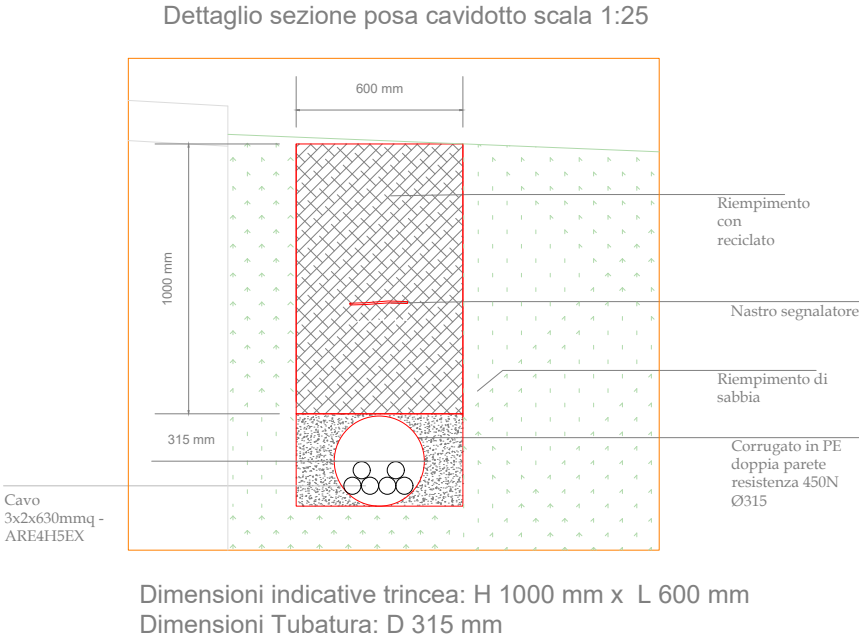 Dettaglio sezione posa cavidotto scala 1:25
600 mm
1000 mm
Riempimento
con
reciclato
Nastro segnalatore
Riempimento di
sabbia
315 mm
Corrugato in PE
doppia parete
resistenza 450N
Ø315
Cavo
3x2x630mmq -
ARE4H5EX
Dimensioni indicative trincea: H 1000 mm x L 600 mm
Dimensioni Tubatura: D 315 mm